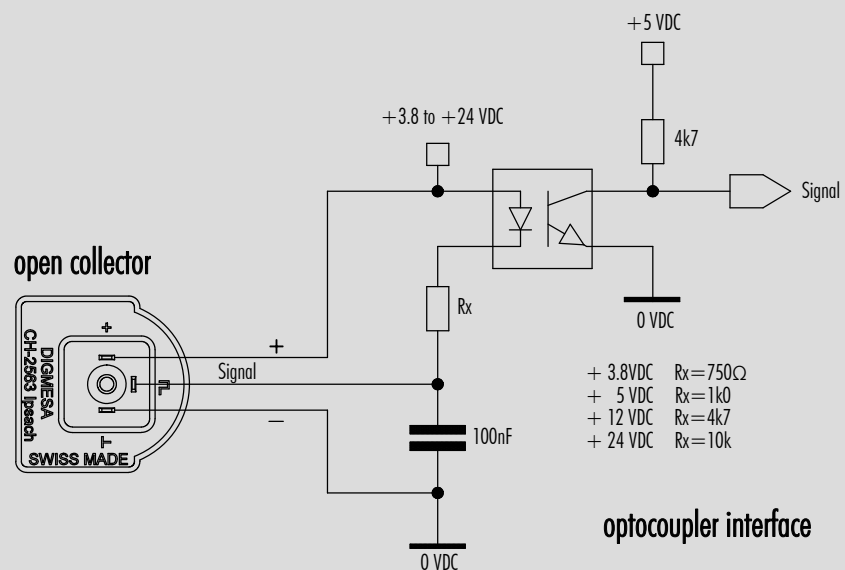 +5 VDC
+3.8 to +24 VDC
4k7
Signal
open collector
Rx
0 VDC
+
DIGMESA
CH-2563 Ipsach
SWISS MADE
+
Signal
−
+ 3.8VDC Rx=750Ω
+ 5 VDC Rx=1k0
+ 12 VDC Rx=4k7
+ 24 VDC Rx=10k
100nF
optocoupler interface
0 VDC